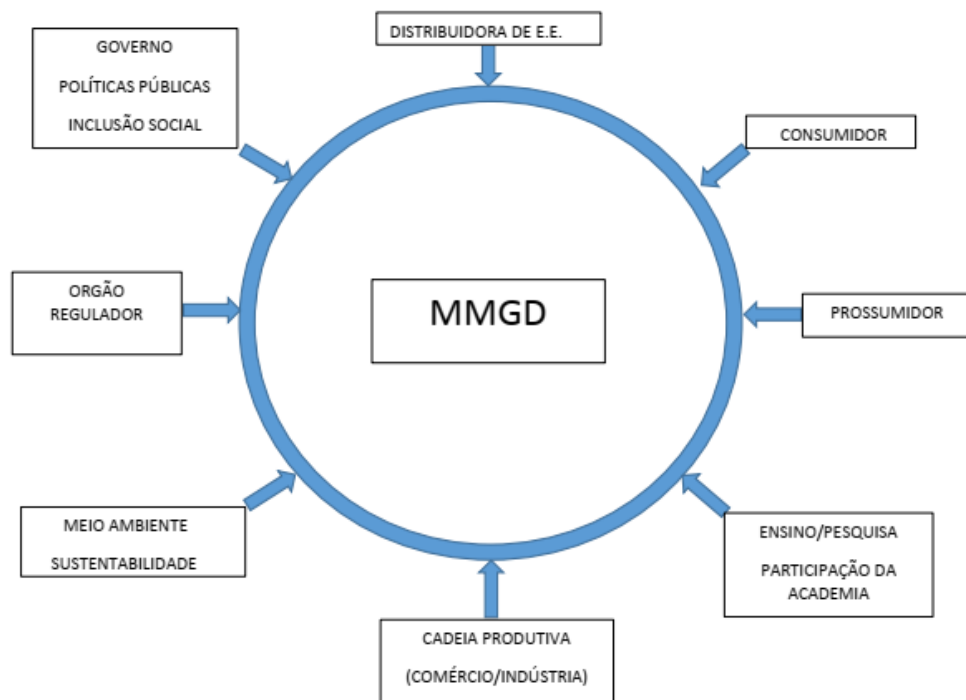 DISTRIBUIDORA DE E.E.
GOVERNO
POLÍTICAS PÚBLICAS
INCLUSÃO SOCIAL
CONSUMIDOR
ORGÃO
REGULADOR
MMGD
PROSSUMIDOR
MEIO AMBIENTE
SUSTENTABILIDADE
ENSINO/PESQUISA
PARTICIPAÇÃO DA
ACADEMIA
CADEIA PRODUTIVA
(COMÉRCIO/INDÚSTRIA)